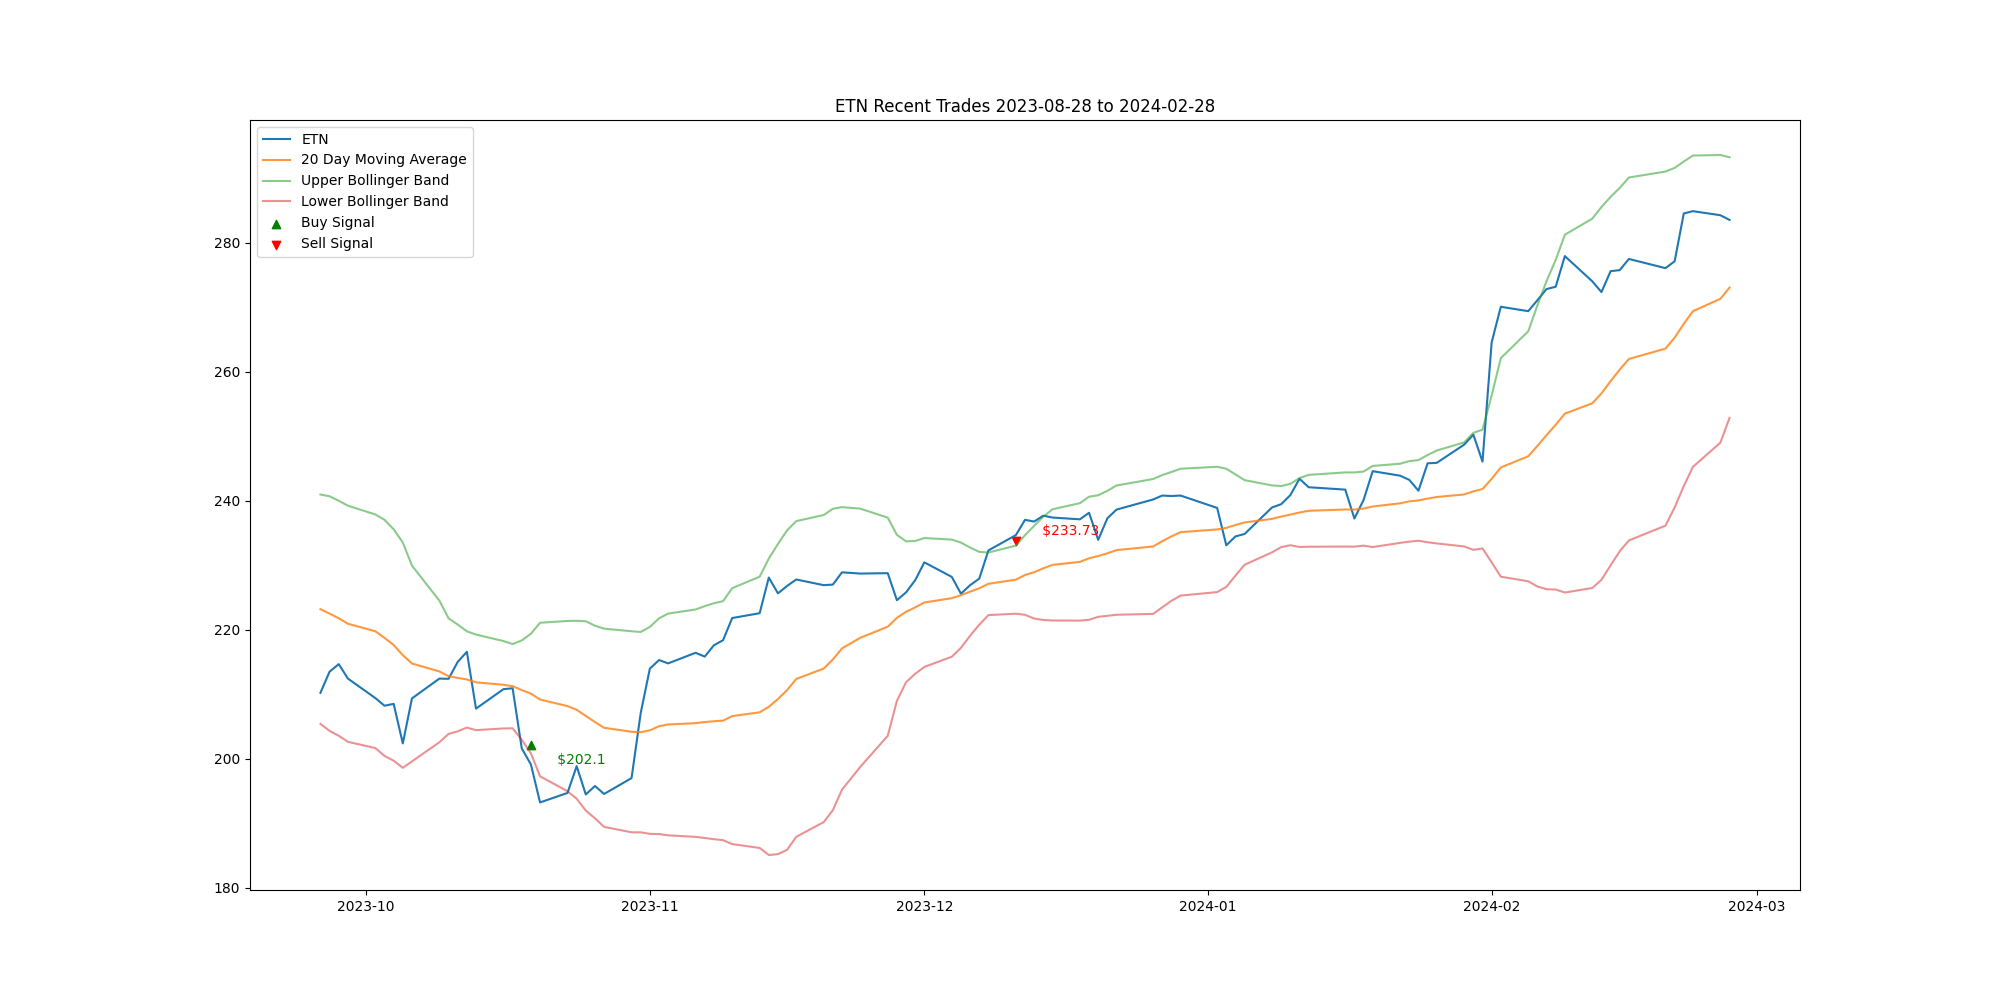 ETN Recent Trades 2023-08-28 to 2024-02-28
ETN
20 Day Moving Average
Upper Bollinger Band
Lower Bollinger Band
Buy Signal
Sell Signal
280
260
240
$233.73
220
200
$202.1
180
2023-10 2023-11 2023-12 2024-01 2024-02 2024-03